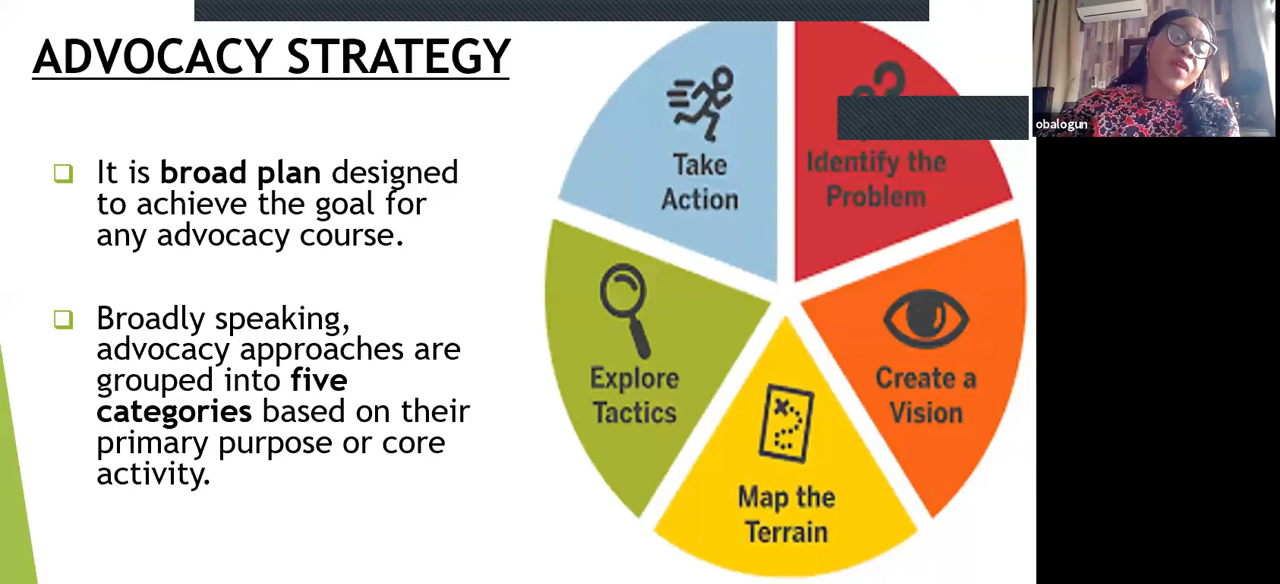 ADVOCACY STRATEGY
It is broad plan designed
to achieve the goal for
any advocacy course.
Broadly speaking,
advocacy approaches are
grouped into five
categories based on their
primary purpose or core
activity.
Take
Action
Identify the
Problem
Explore
Tactics
Create a
Vision
Map the
Terrain
obalogun